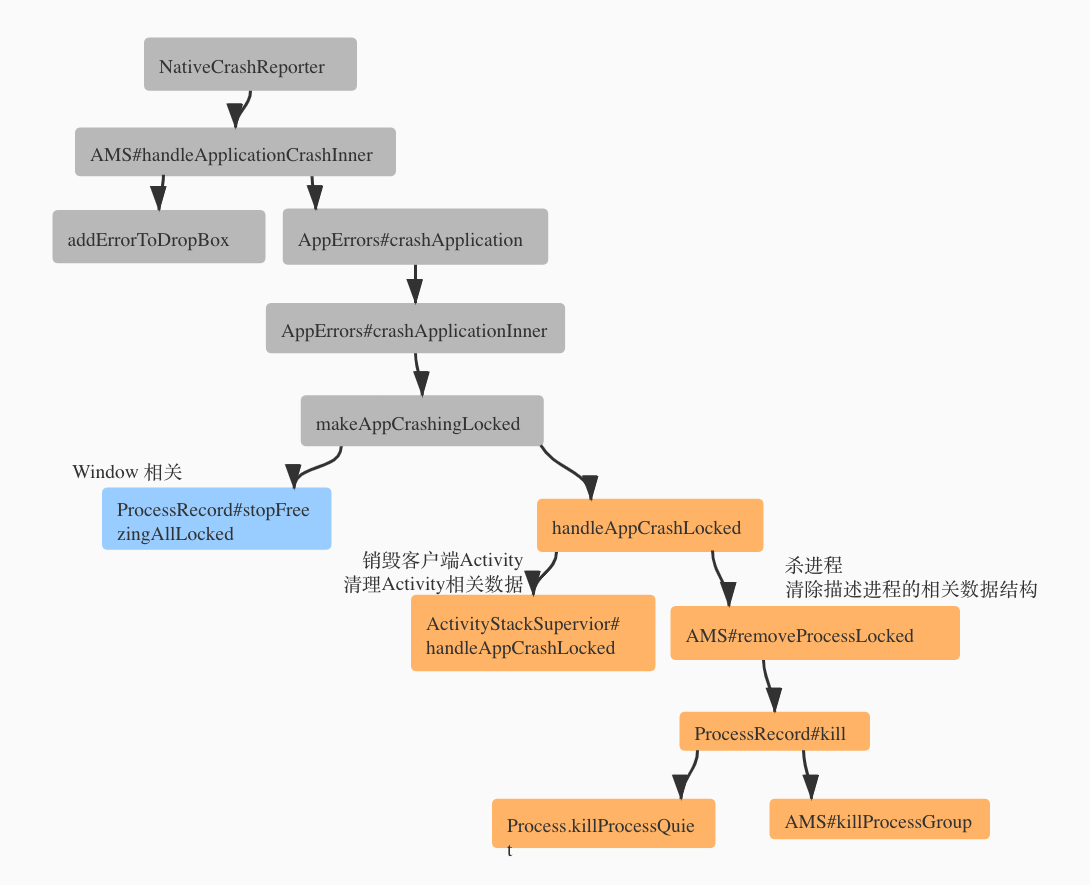 NativeCrashReporter
AMS#handleApplicationCrashInner
addErrorToDropBox
AppErrors#crashApplication
AppErrors#crashApplicationInner
makeAppCrashingLocked
Window 相关
ProcessRecord#stopFree
zingAllLocked
handleAppCrashLocked
销毁客户端Activity
清理Activity相关数据
杀进程
清除描述进程的相关数据结构
ActivityStackSupervior#
handleAppCrashLocked
AMS#removeProcessLocked
ProcessRecord#kill
Process.killProcessQuie
t
AMS#killProcessGroup